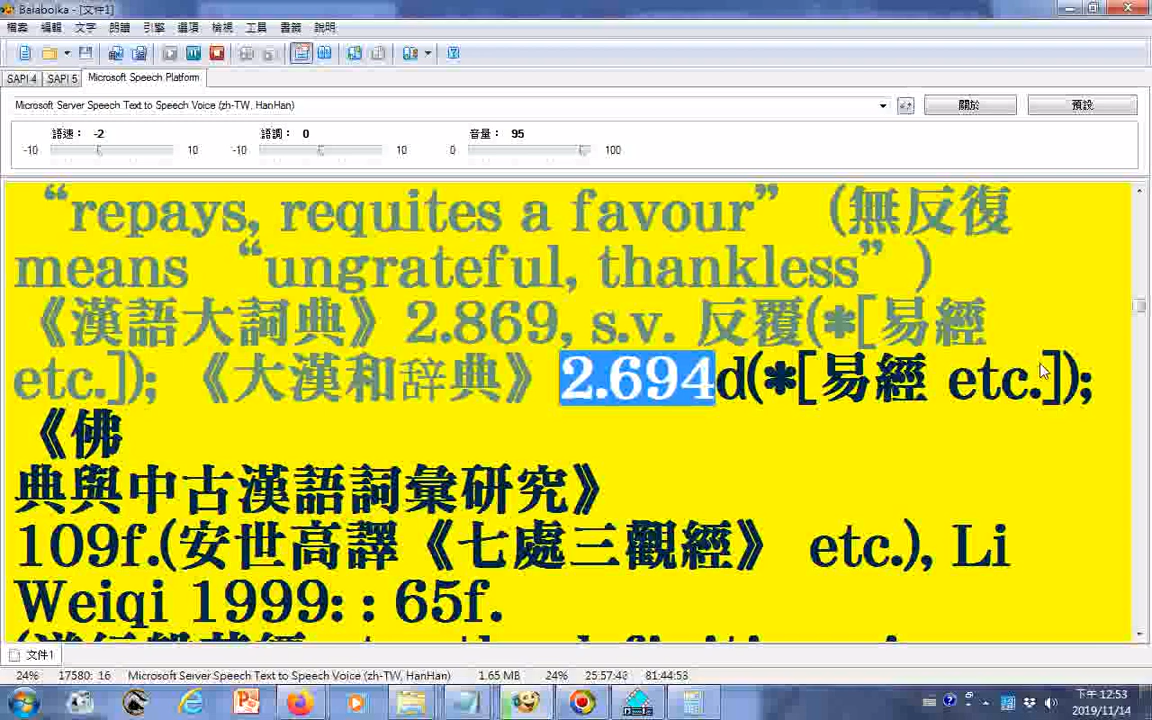 Balabolka - [文件1]
檔案 編輯 文字 朗讀 引擎 選項 檢視 工具 書籤 說明
SAPI 4 SAPI 5 Microsoft Speech Platform
Microsoft Server Speech Text to Speech Voice (zh-TW, HanHan) 關於 預設
語速： -2 語調： 0 音量： 95
-10 10 -10 10 0 100
“repays, requites a favour” (無反復
means “ungrateful, thankless”)
《漢語大詞典》 2.869, s.v. 反覆(*[易經
etc.]); 《大漢和辞典》 2.694d(*[易經 etc.]);
《佛
典與中古漢語詞彙研究》
109f.(安世高譯《七處三觀經》 etc.), Li
Weiqi 1999: : 65f.
文件1
24% 17580: 16 Microsoft Server Speech Text to Speech Voice (zh-TW, HanHan) 1.65 MB 24% 25:57:43 81:44:53
下午 12:53
2019/11/14